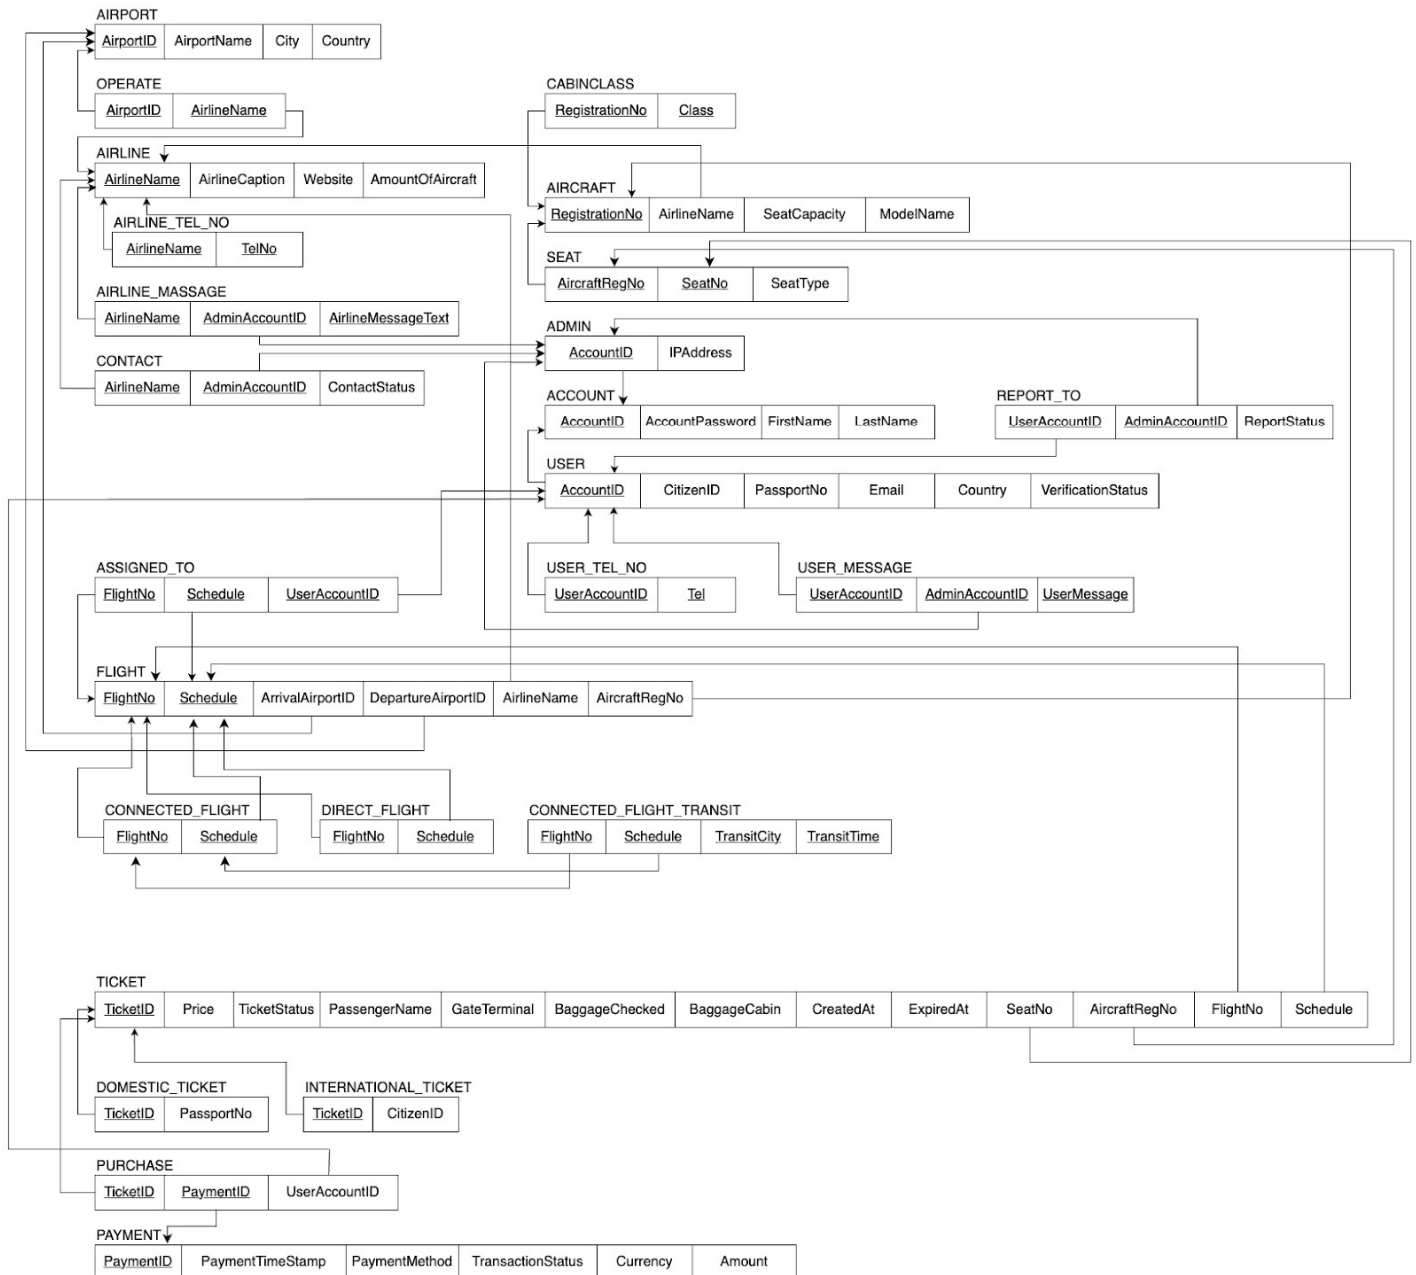 AIRPORT
AirportID AirportName City Country
OPERATE
AirportID AirlineName
CABINCLASS
RegistrationNo Class
AIRLINE
AirlineName AirlineCaption Website AmountOfAircraft
AIRCRAFT
RegistrationNo AirlineName SeatCapacity ModelName
AIRLINE_TEL_NO
AirlineName TelNo
SEAT
AircraftRegNo SeatNo SeatType
AIRLINE_MASSAGE
AirlineName AdminAccountID AirlineMessageText
ADMIN
AccountID IPAddress
CONTACT
AirlineName AdminAccountID ContactStatus
ACCOUNT
AccountID AccountPassword FirstName LastName
REPORT_TO
UserAccountID AdminAccountID ReportStatus
USER
AccountID CitizenID PassportNo Email Country VerificationStatus
ASSIGNED_TO
FlightNo Schedule UserAccountID
USER_TEL_NO
UserAccountID Tel
USER_MESSAGE
UserAccountID AdminAccountID UserMessage
FLIGHT
FlightNo Schedule ArrivalAirportID DepartureAirportID AirlineName AircraftRegNo
CONNECTED_FLIGHT
FlightNo Schedule
DIRECT_FLIGHT
FlightNo Schedule
CONNECTED_FLIGHT_TRANSIT
FlightNo Schedule TransitCity TransitTime
TICKET
TicketID Price TicketStatus PassengerName GateTerminal BaggageChecked BaggageCabin CreatedAt ExpiredAt SeatNo AircraftRegNo FlightNo Schedule
DOMESTIC_TICKET
TicketID PassportNo
INTERNATIONAL_TICKET
TicketID CitizenID
PURCHASE
TicketID PaymentID UserAccountID
PAYMENT
PaymentID PaymentTimeStamp PaymentMethod TransactionStatus Currency Amount